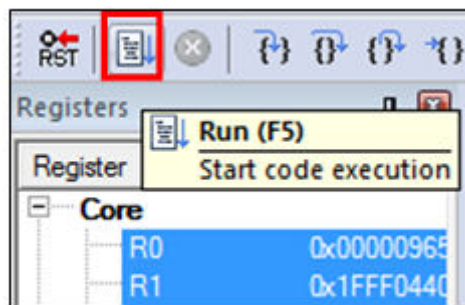 RST
Registers
Run (F5)
Start code execution
Register
Core
R0 0x00000965
R1 0x1FFF0440